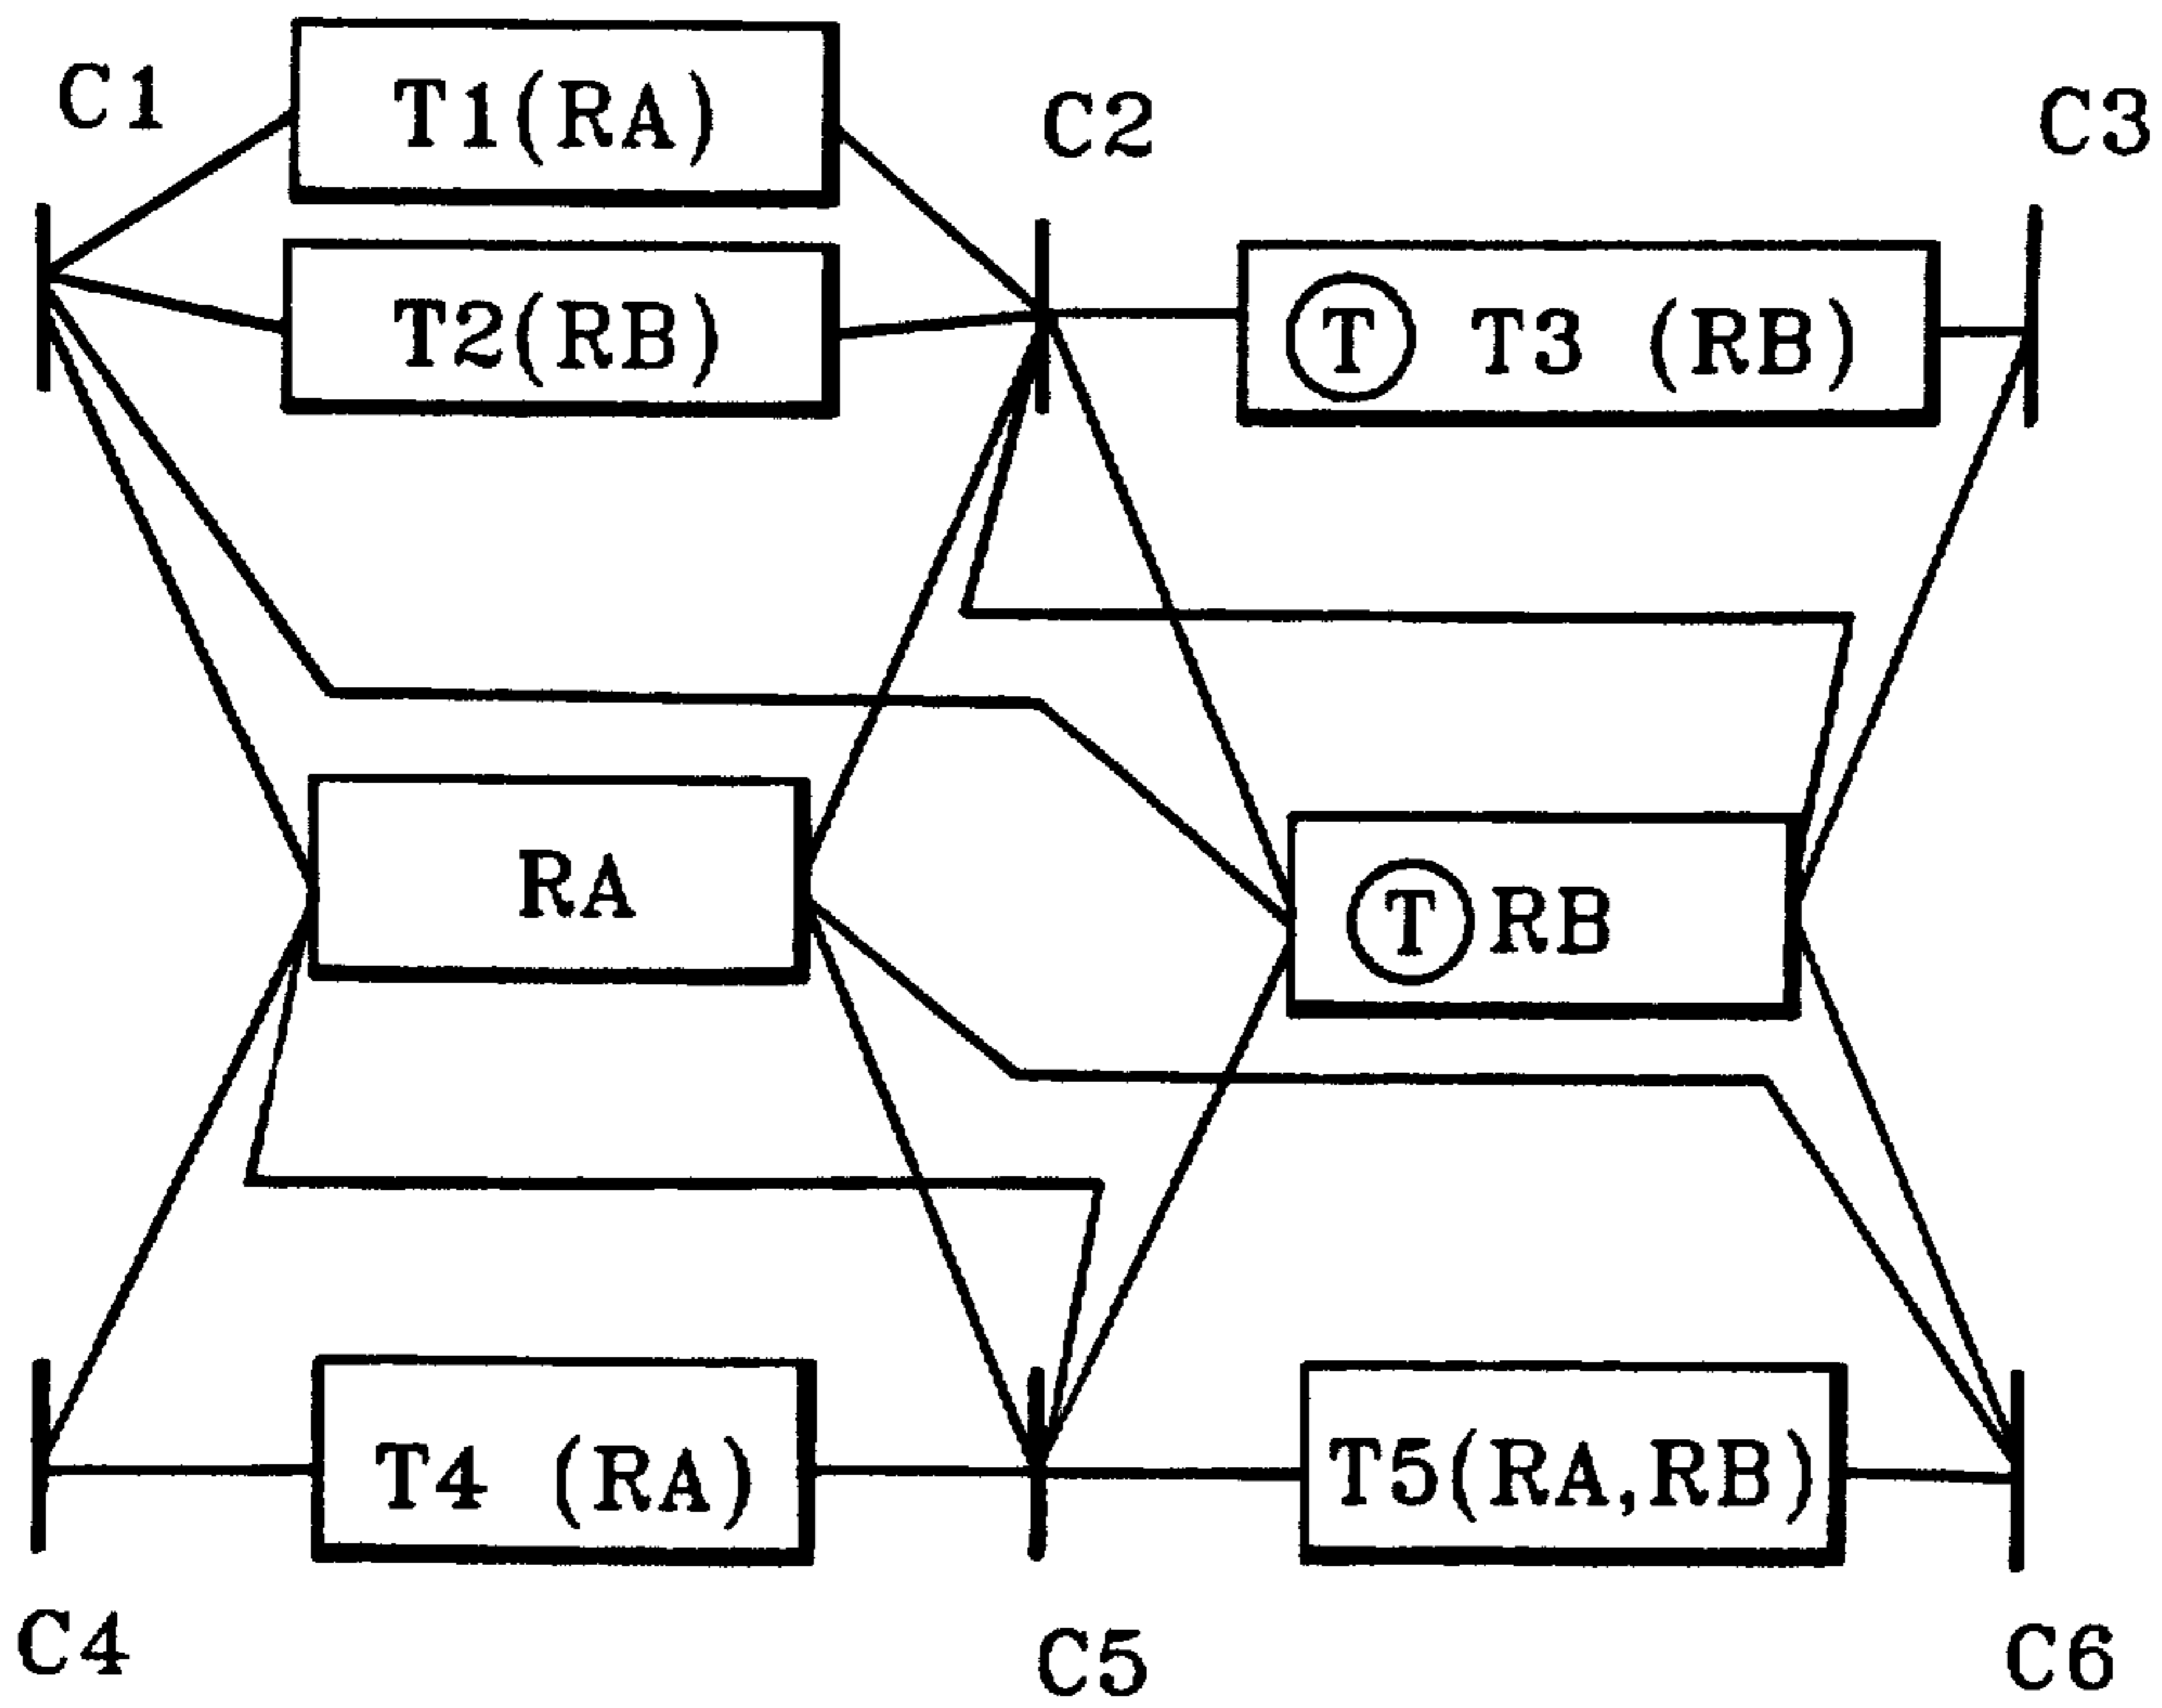 C1
T1(RA)
C2
C3
T2(RB)
T T3 (RB)
RA
T RB
T4 (RA)
T5(RA,RB)
C4
C5
C6